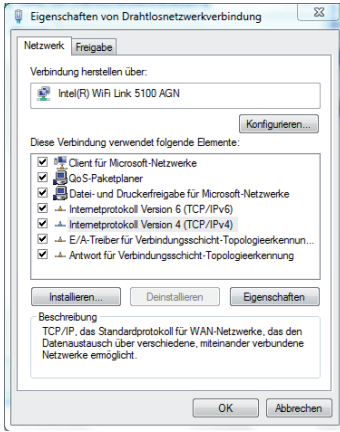 Eigenschaften von Drahtlosnetzwerkverbindung
Netzwerk Freigabe
Verbindung herstellen über:
Intel(R) WiFi Link 5100 AGN
Konfigurieren...
Diese Verbindung verwendet folgende Elemente:
Client für Microsoft-Netzwerke
QoS-Paketplaner
Datei- und Druckerfreigabe für Microsoft-Netzwerke
Internetprotokoll Version 6 (TCP/IPv6)
Internetprotokoll Version 4 (TCP/IPv4)
E/A-Treiber für Verbindungsschicht-Topologieerkennun...
Antwort für Verbindungsschicht-Topologieerkennung
Installieren... Deinstallieren Eigenschaften
Beschreibung
TCP/IP, das Standardprotokoll für WAN-Netzwerke, das den
Datenaustausch über verschiedene, miteinander verbundene
Netzwerke ermöglicht.
OK Abbrechen